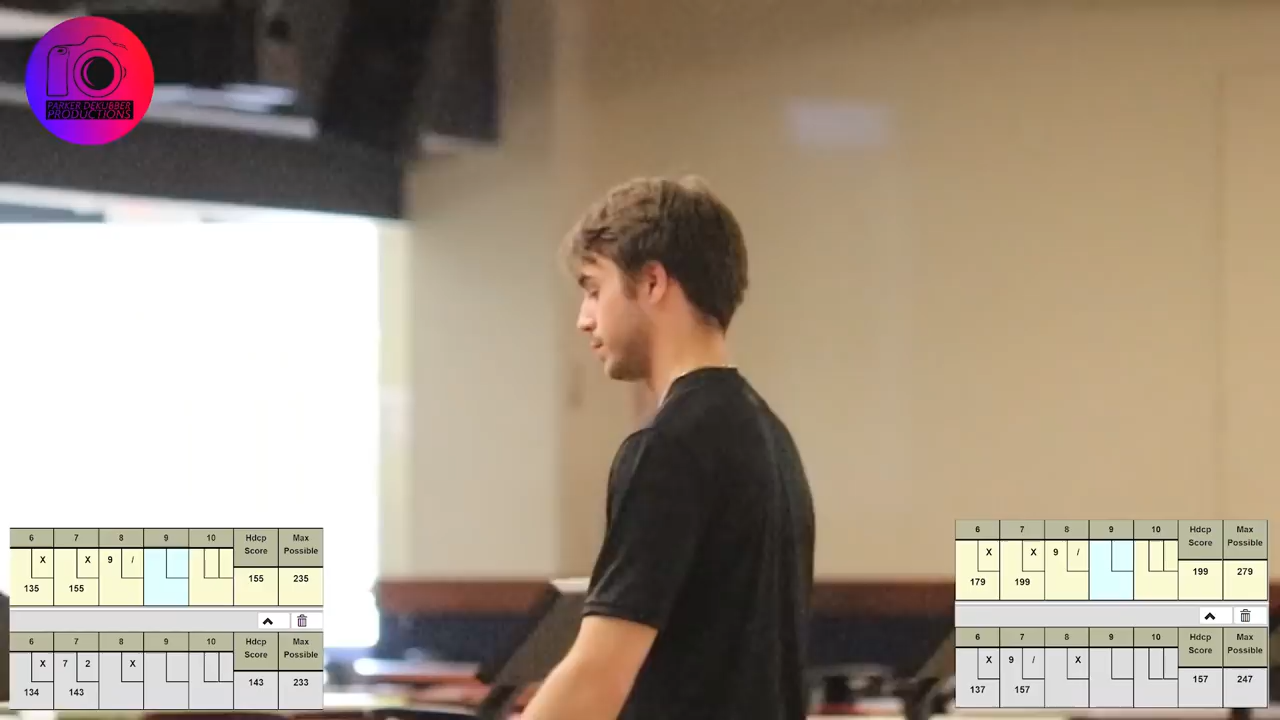 PARKER DEKUBBER
PRODUCTIONS
6 7 8 9 10 Hdcp Score Max Possible
X X 9 /
135 155 155 235
6 7 8 9 10 Hdcp Score Max Possible
X 7 2 X
134 143 143 233
6 7 8 9 10 Hdcp Score Max Possible
X X 9 /
179 199 199 279
6 7 8 9 10 Hdcp Score Max Possible
X 9 / X
137 157 157 247